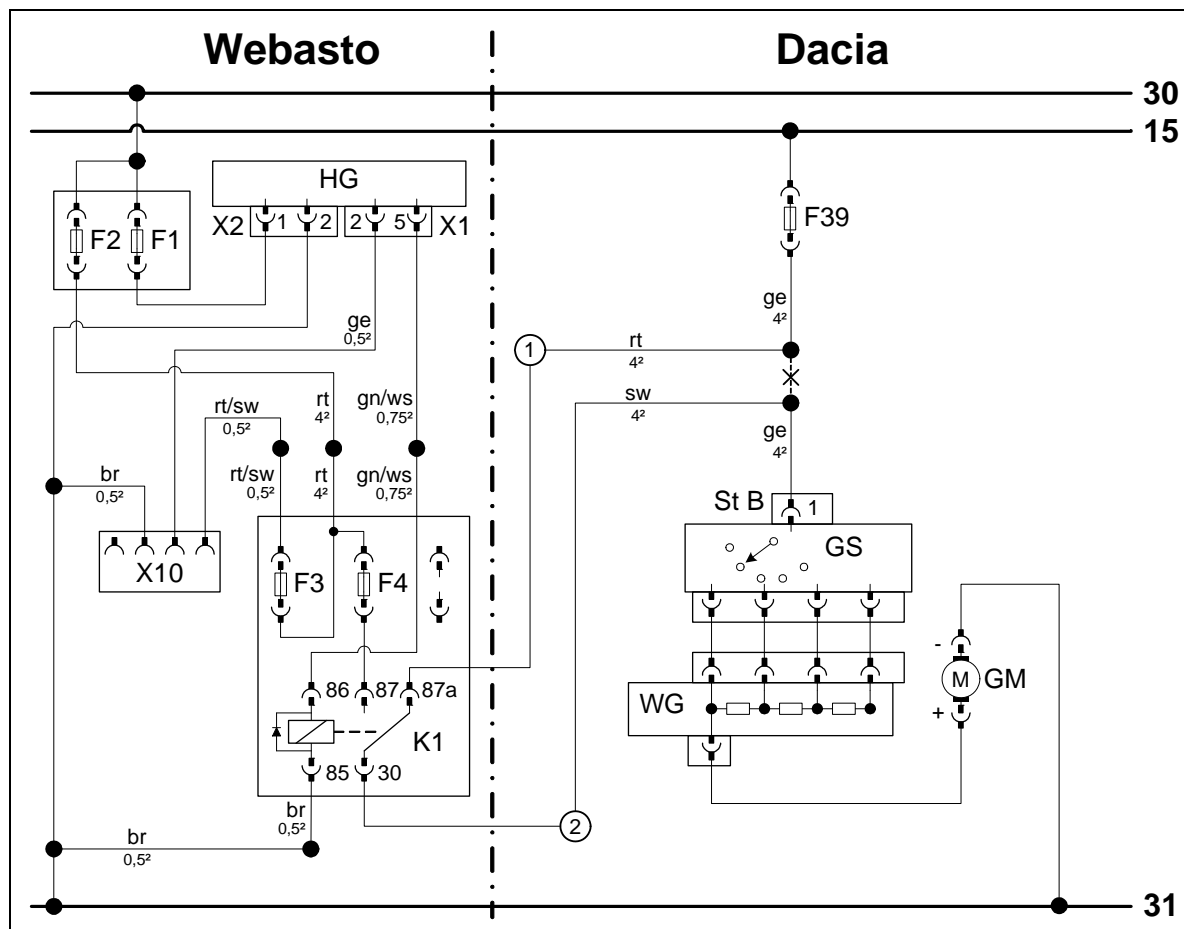 Webasto
Dacia
30
15
HG
X2 1 2 2 5 X1
F2 F1
F39
ge
4²
ge
0,5²
1
rt
4²
rt/sw
0,5²
rt
4²
gn/ws
0,75²
sw
4²
ge
4²
br
0,5²
rt/sw
0,5²
rt
4²
gn/ws
0,75²
St B 1
GS
X10
F3 F4
86 87 87a
K1
85 30
WG
-
M GM
+
br
0,5²
2
br
0,5²
31